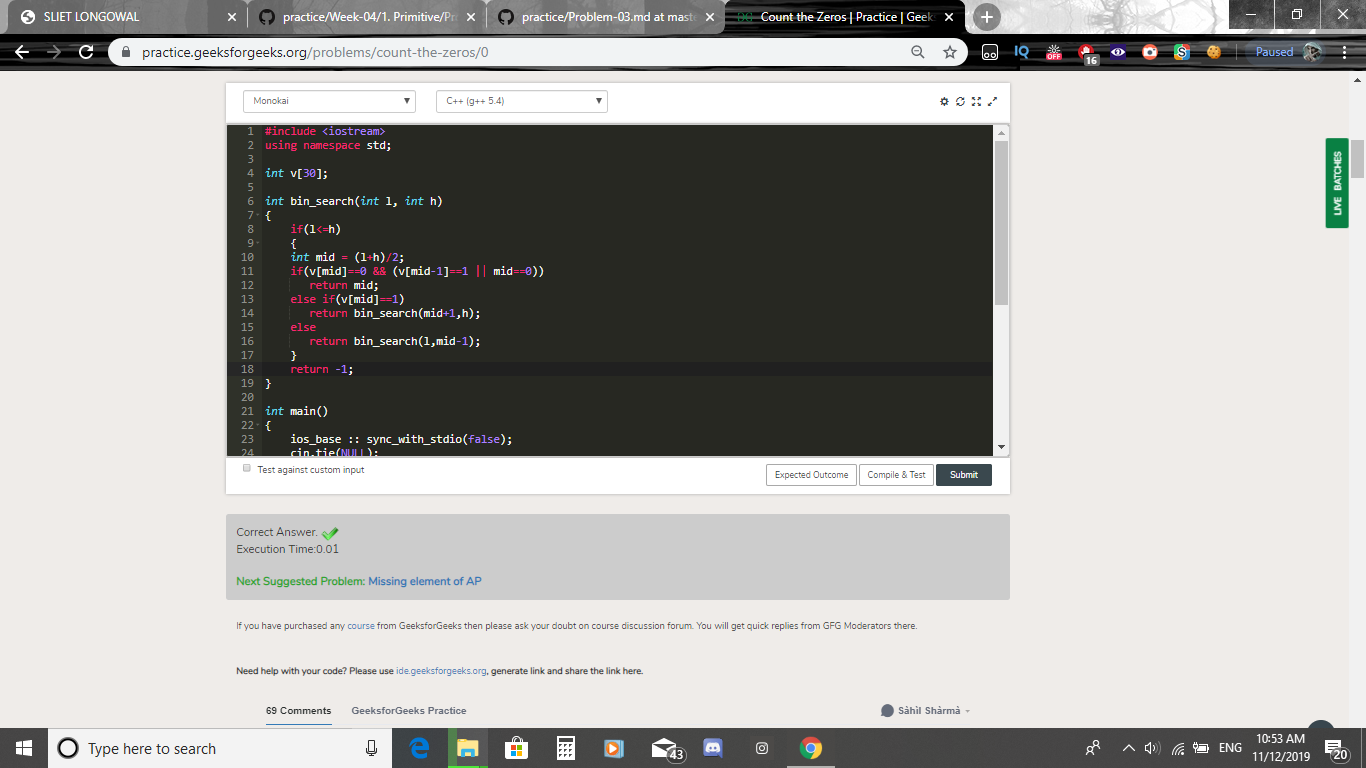 SLIET LONGOWAL
practice/Week-04/1. Primitive/Pr
practice/Problem-03.md at mast
Count the Zeros | Practice | Geek
practice.geeksforgeeks.org/problems/count-the-zeros/0
IQ
OFF
16
Paused
Monokai
C++ (g++ 5.4)
1 #include <iostream>
2 using namespace std;
3
4 int v[30];
5
6 int bin_search(int l, int h)
7 {
8 if(l<=h)
9 {
10 int mid = (l+h)/2;
11 if(v[mid]==0 && (v[mid-1]==1 || mid==0))
12 return mid;
13 else if(v[mid]==1)
14 return bin_search(mid+1,h);
15 else
16 return bin_search(l,mid-1);
17 }
18 return -1;
19 }
20
21 int main()
22 {
23 ios_base :: sync_with_stdio(false);
24 cin.tie(NULL);
LIVE BATCHES
Test against custom input
Expected Outcome
Compile & Test
Submit
Correct Answer.
Execution Time:0.01
Next Suggested Problem: Missing element of AP
If you have purchased any course from GeeksforGeeks then please ask your doubt on course discussion forum. You will get quick replies from GFG Moderators there.
Need help with your code? Please use ide.geeksforgeeks.org, generate link and share the link here.
69 Comments
GeeksforGeeks Practice
Sàhìl Shàrmà
Type here to search
43
ENG
10:53 AM
11/12/2019
20